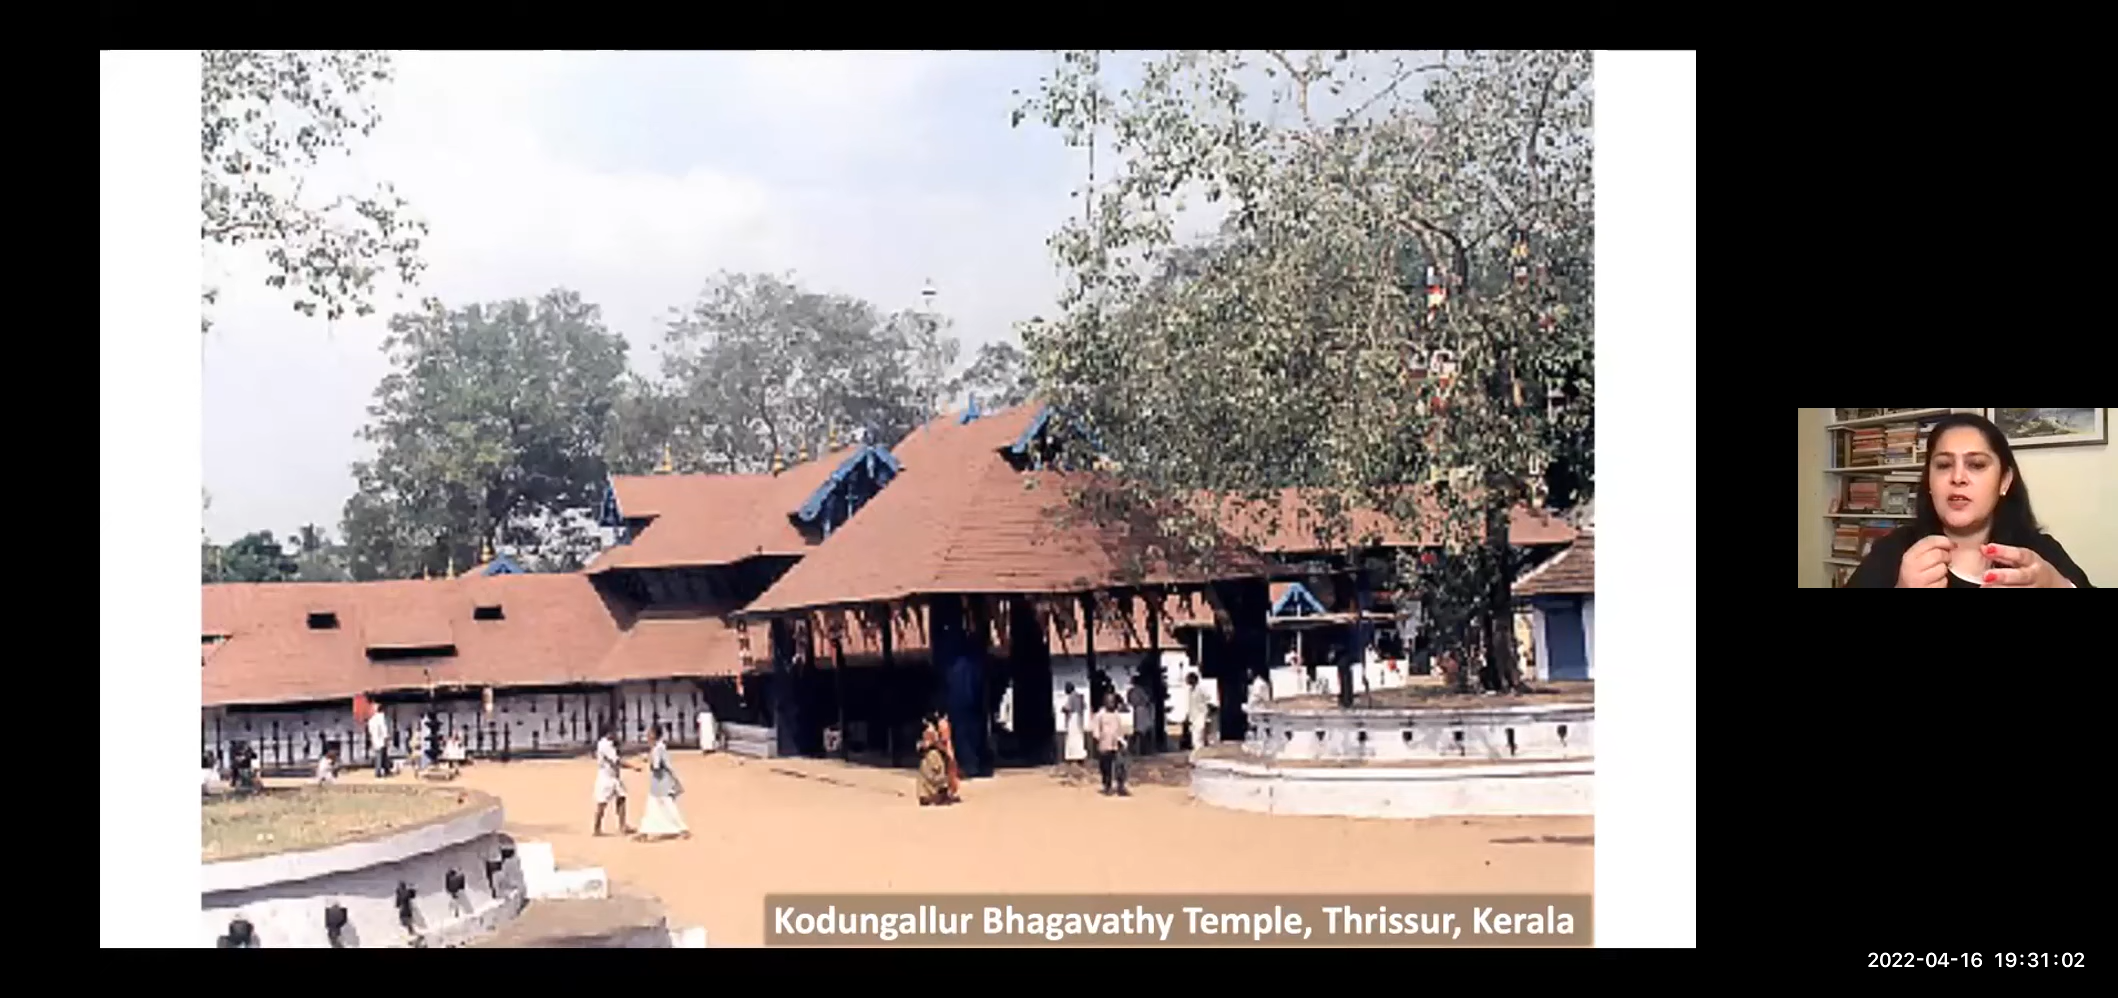 Kodungallur Bhagavathy Temple, Thrissur, Kerala
2022-04-16 19:31:02